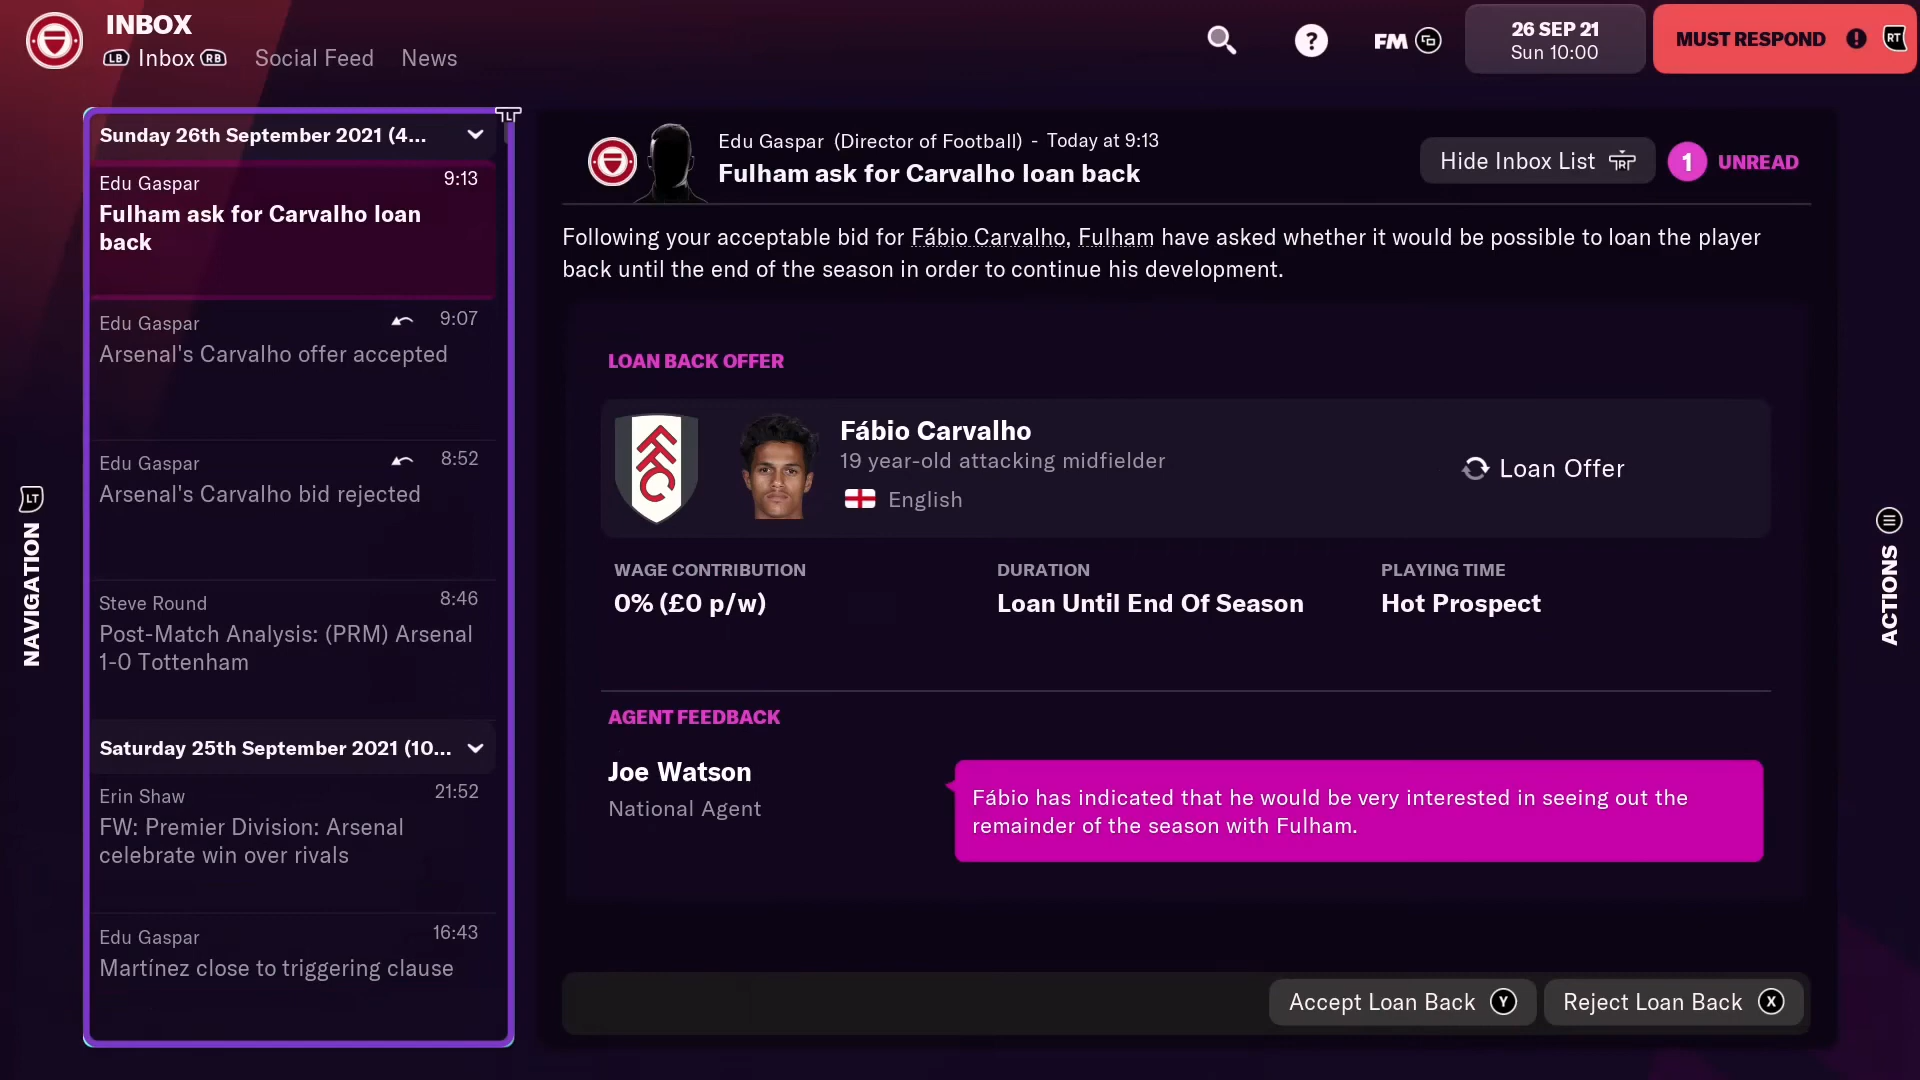 INBOX
LB Inbox RB Social Feed News
? FM
26 SEP 21
Sun 10:00
MUST RESPOND ! RT
LT NAVIGATION
TL
Sunday 26th September 2021 (4...
Edu Gaspar 9:13
Fulham ask for Carvalho loan
back
Edu Gaspar 9:07
Arsenal's Carvalho offer accepted
Edu Gaspar 8:52
Arsenal's Carvalho bid rejected
Steve Round 8:46
Post-Match Analysis: (PRM) Arsenal
1-0 Tottenham
Saturday 25th September 2021 (10...
Erin Shaw 21:52
FW: Premier Division: Arsenal
celebrate win over rivals
Edu Gaspar 16:43
Martínez close to triggering clause
Edu Gaspar (Director of Football) - Today at 9:13
Fulham ask for Carvalho loan back
Hide Inbox List R 1 UNREAD
Following your acceptable bid for Fábio Carvalho, Fulham have asked whether it would be possible to loan the player
back until the end of the season in order to continue his development.
LOAN BACK OFFER
FFC
Fábio Carvalho
19 year-old attacking midfielder
English
Loan Offer
WAGE CONTRIBUTION DURATION PLAYING TIME
0% (£0 p/w) Loan Until End Of Season Hot Prospect
AGENT FEEDBACK
Joe Watson
National Agent
Fábio has indicated that he would be very interested in seeing out the
remainder of the season with Fulham.
Accept Loan Back Y Reject Loan Back X
ACTIONS